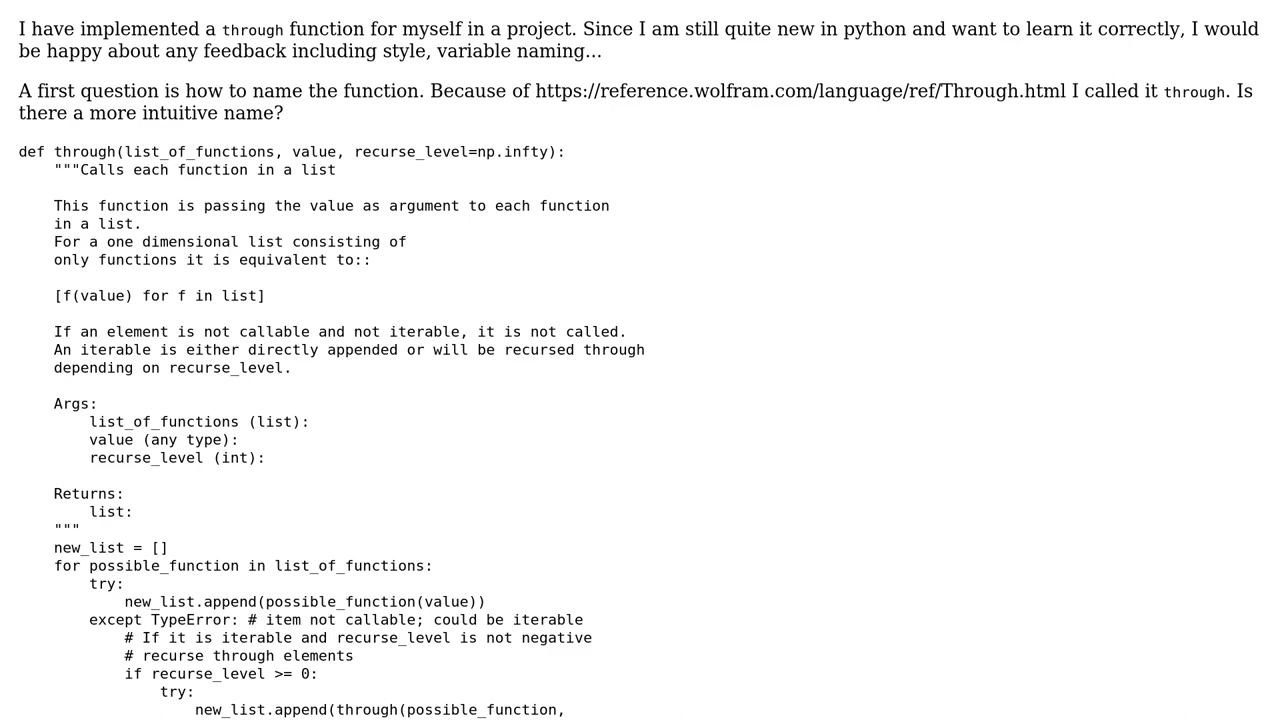 I have implemented a through function for myself in a project. Since I am still quite new in python and want to learn it correctly, I would
be happy about any feedback including style, variable naming...
A first question is how to name the function. Because of https://reference.wolfram.com/language/ref/Through.html I called it through. Is
there a more intuitive name?
def through(list_of_functions, value, recurse_level=np.infty):
    """Calls each function in a list
    This function is passing the value as argument to each function
    in a list.
    For a one dimensional list consisting of
    only functions it is equivalent to::
    [f(value) for f in list]
    If an element is not callable and not iterable, it is not called.
    An iterable is either directly appended or will be recursed through
    depending on recurse_level.
    Args:
        list_of_functions (list):
        value (any type):
        recurse_level (int):
    Returns:
        list:
    """
    new_list = []
    for possible_function in list_of_functions:
        try:
            new_list.append(possible_function(value))
        except TypeError: # item not callable; could be iterable
            # If it is iterable and recurse_level is not negative
            # recurse through elements
            if recurse_level >= 0:
                try:
                    new_list.append(through(possible_function,